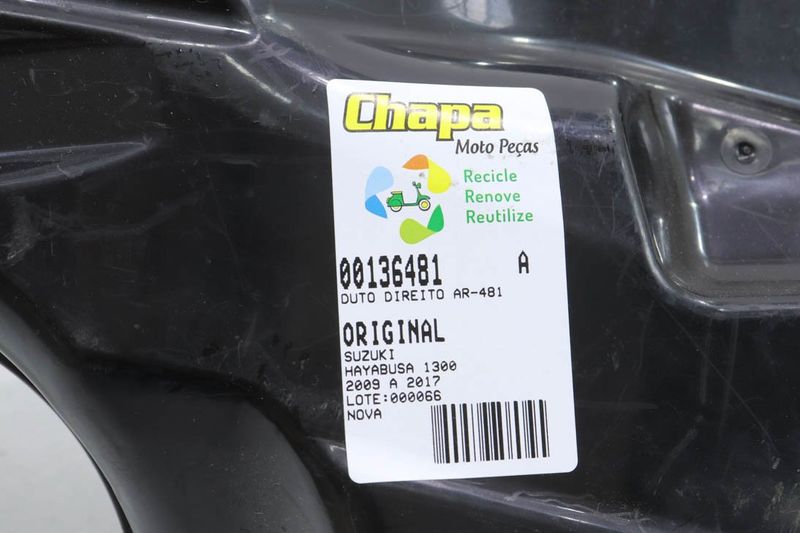 Chapa
Moto Peças
Recicle
Renove
Reutilize
00136481 A
DUTO DIREITO AR-481
ORIGINAL
SUZUKI
HAYABUSA 1300
2009 A 2017
LOTE:000066
NOVA